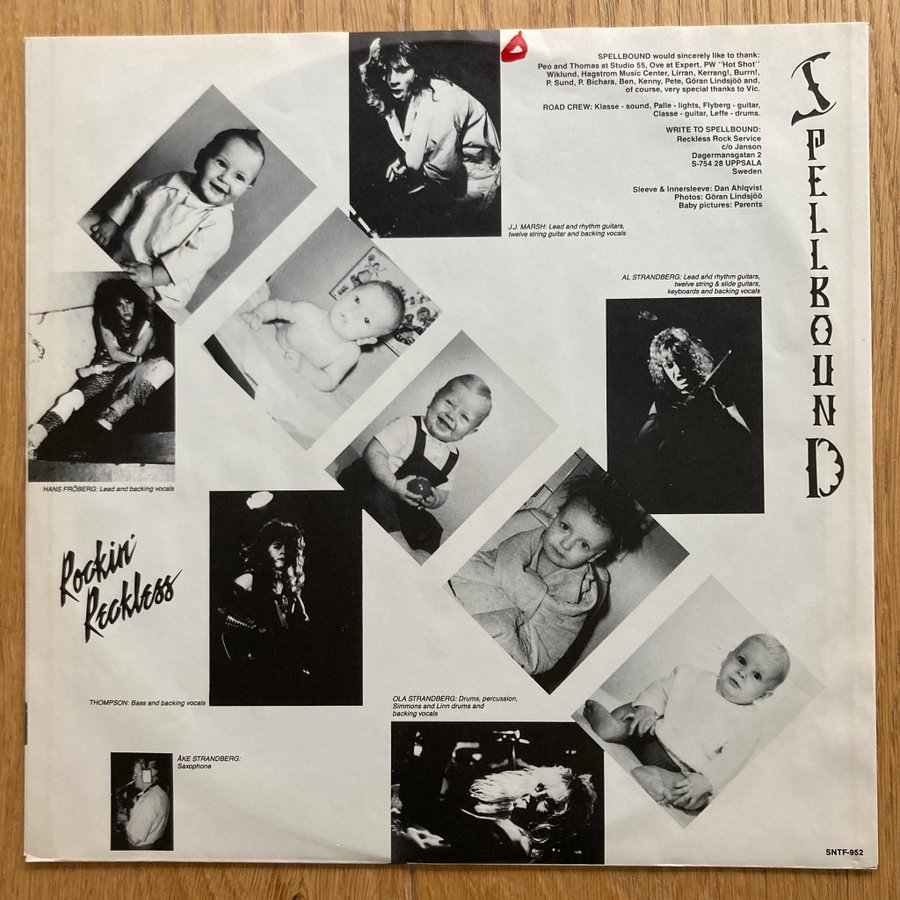 SPELLBOUND would sincerely like to thank:
Peo and Thomas at Studio 55, Ove at Expert, PW "Hot Shot"
Wiklund, Hagstrom Music Center, Lirran, Kerrang!, Burrn!,
P. Sund, P. Bichara, Ben, Kenny, Pete, Göran Lindsjöö and,
of course, very special thanks to Vic.
ROAD CREW: Klasse - sound, Palle - lights, Flyberg - guitar,
Classe - guitar, Leffe - drums.
WRITE TO SPELLBOUND:
Reckless Rock Service
c/o Janson
Dagermansgatan 2
S-754 28 UPPSALA
Sweden
Sleeve & Innersleeve: Dan Ahlqvist
Photos: Göran Lindsjöö
Baby pictures: Parents
SPELLBOUND
J.J. MARSH: Lead and rhythm guitars,
twelve string guitar and backing vocals
AL STRANDBERG: Lead and rhythm guitars,
twelve string & slide guitars,
keyboards and backing vocals
HANS FRÖBERG: Lead and backing vocals
Rockin'
Reckless
THOMPSON: Bass and backing vocals
OLA STRANDBERG: Drums, percussion,
Simmons and Linn drums and
backing vocals
ÅKE STRANDBERG:
Saxophone
SNTF-952